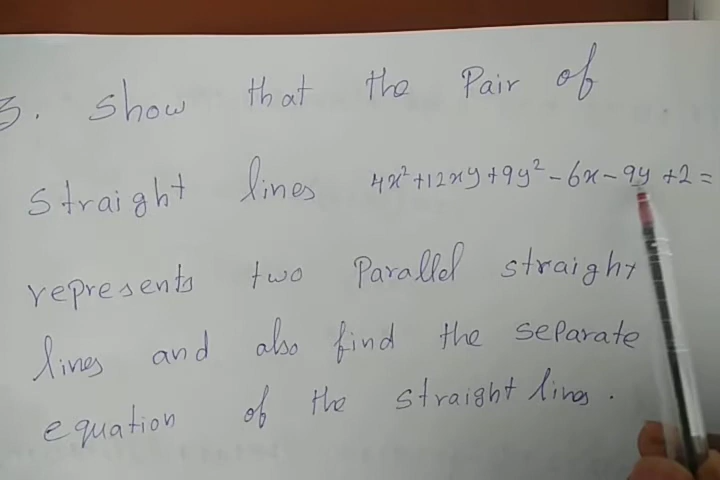 3. Show that the Pair of
straight lines 4x²+12xy+9y²-6x-9y+2=
represents two Parallel straight
lines and also find the separate
equation of the straight lines.